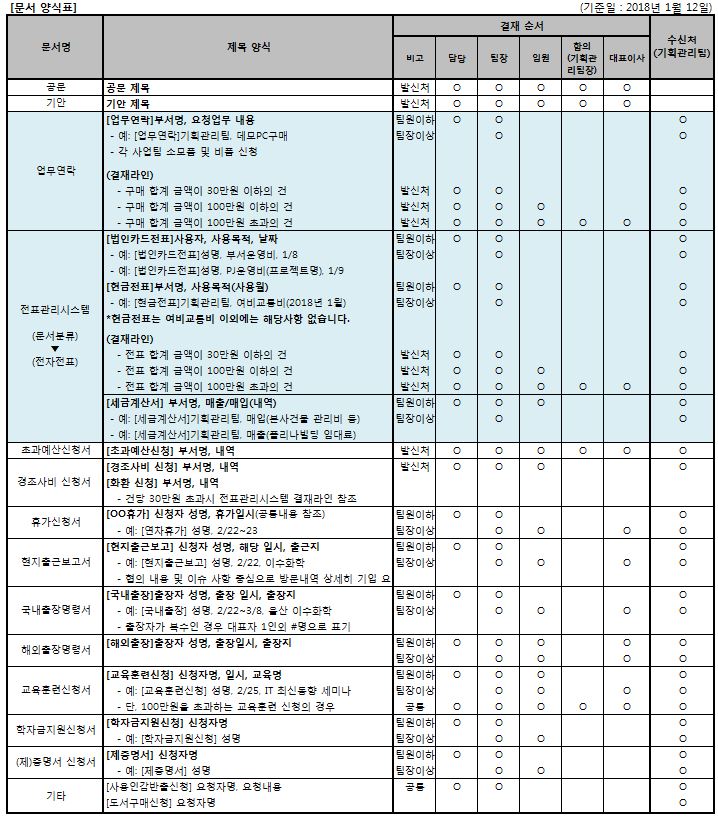 [문서 양식표] (기준일 : 2018년 1월 12일)
문서명 제목 양식 결재 순서 수신처
(기획관리팀)
비고 담당 팀장 임원 합의
(기획관
리팀장) 대표이사
공문 공문 제목 발신처 ○ ○ ○ ○ ○
기안 기안 제목 발신처 ○ ○ ○ ○ ○
업무연락
[업무연락]부서명, 요청업무 내용 팀원이하 ○ ○ ○
- 예: [업무연락]기획관리팀, 데모PC구매 팀장이상 ○ ○
- 각 사업팀 소모품 및 비품 신청
(결재라인)
- 구매 합계 금액이 30만원 이하의 건 발신처 ○ ○ ○
- 구매 합계 금액이 100만원 이하의 건 발신처 ○ ○ ○ ○
- 구매 합계 금액이 100만원 초과의 건 발신처 ○ ○ ○ ○ ○ ○
전표관리시스템
(문서분류)
▼
(전자전표)
[법인카드전표]사용자, 사용목적, 날짜 팀원이하 ○ ○ ○
- 예: [법인카드전표]성명, 부서운영비, 1/8 팀장이상 ○ ○
- 예: [법인카드전표]성명, PJ운영비(프로젝트명), 1/9
[현금전표]부서명, 사용목적(사용월) 팀원이하 ○ ○ ○
- 예: [현금전표]기획관리팀, 여비교통비(2018년 1월) 팀장이상 ○ ○
*현금전표는 여비교통비 이외에는 해당사항 없습니다.
(결재라인)
- 전표 합계 금액이 30만원 이하의 건 발신처 ○ ○ ○
- 전표 합계 금액이 100만원 이하의 건 발신처 ○ ○ ○ ○
- 전표 합계 금액이 100만원 초과의 건 발신처 ○ ○ ○ ○ ○ ○
[세금계산서] 부서명, 매출/매입(내역) 팀원이하 ○ ○ ○ ○
- 예: [세금계산서]기획관리팀, 매입(본사건물 관리비 등) 팀장이상 ○ ○
- 예: [세금계산서]기획관리팀, 매출(폴리나빌딩 임대료)
초과예산신청서 [초과예산신청] 부서명, 내역 발신처 ○ ○ ○ ○ ○ ○
경조사비 신청서
[경조사비 신청] 부서명, 내역 발신처 ○ ○ ○ ○
[화환 신청] 부서명, 내역
- 건당 30만원 초과시 전표관리시스템 결재라인 참조
휴가신청서
[OO휴가] 신청자 성명, 휴가일시(공통내용 참조) 팀원이하 ○ ○ ○
- 예: [연차휴가] 성명, 2/22~23 팀장이상 ○ ○ ○ ○
현지출근보고서
[현지출근보고] 신청자 성명, 해당 일시, 출근지 팀원이하 ○ ○ ○
- 예: [현지출근보고] 성명, 2/22, 이수화학 팀장이상 ○ ○ ○ ○
- 협의 내용 및 이슈 사항 중심으로 방문내역 상세히 기입 요
국내출장명령서
[국내출장]출장자 성명, 출장 일시, 출장지 팀원이하 ○ ○ ○
- 예: [국내출장] 성명, 2/22~3/8, 울산 이수화학 팀장이상 ○ ○ ○ ○
- 출장자가 복수인 경우 대표자 1인외 #명으로 표기
해외출장명령서
[해외출장]출장자 성명, 출장일시, 출장지 팀원이하 ○ ○ ○ ○ ○
팀장이상 ○ ○ ○ ○
교육훈련신청서
[교육훈련신청] 신청자명, 일시, 교육명 팀원이하 ○ ○ ○ ○
- 예: [교육훈련신청] 성명, 2/25, IT 최신동향 세미나 팀장이상 ○ ○ ○ ○
- 단, 100만원을 초과하는 교육훈련 신청의 경우 공통 ○ ○ ○ ○ ○ ○
학자금지원신청서
[학자금지원신청] 신청자명 팀원이하 ○ ○ ○
- 예: [학자금지원신청] 성명 팀장이상 ○ ○ ○
(제)증명서 신청서
[제증명서] 신청자명 팀원이하 ○ ○ ○
- 예: [제증명서] 성명 팀장이상 ○ ○ ○
기타
[사용인감반출신청] 요청자명, 요청내용 공통 ○ ○ ○
[도서구매신청] 요청자명 ○